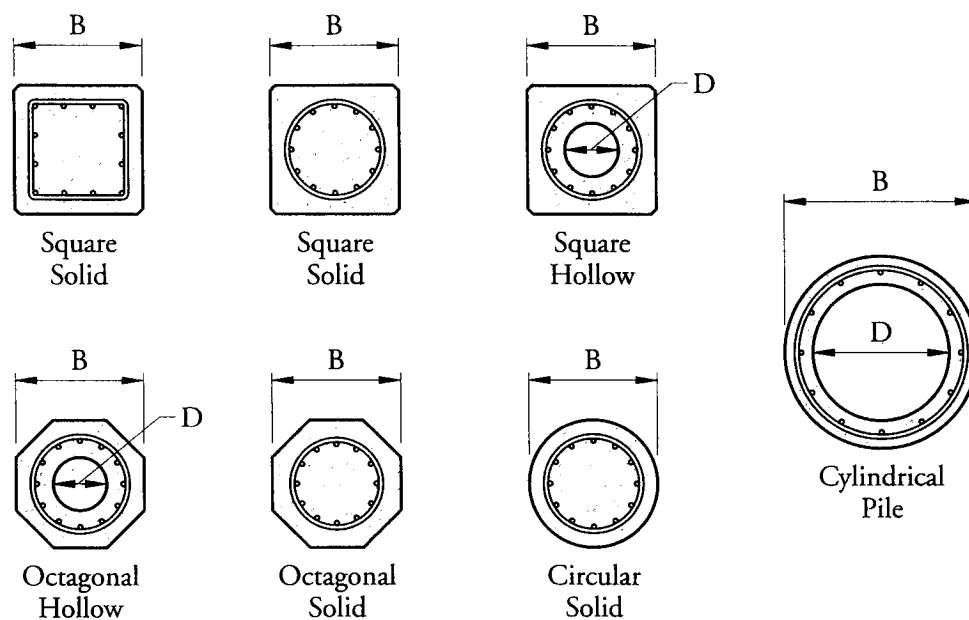 B
B
B
D
Square
Solid
Square
Solid
Square
Hollow
B
D
Cylindrical
Pile
B
D
B
B
Octagonal
Hollow
Octagonal
Solid
Circular
Solid